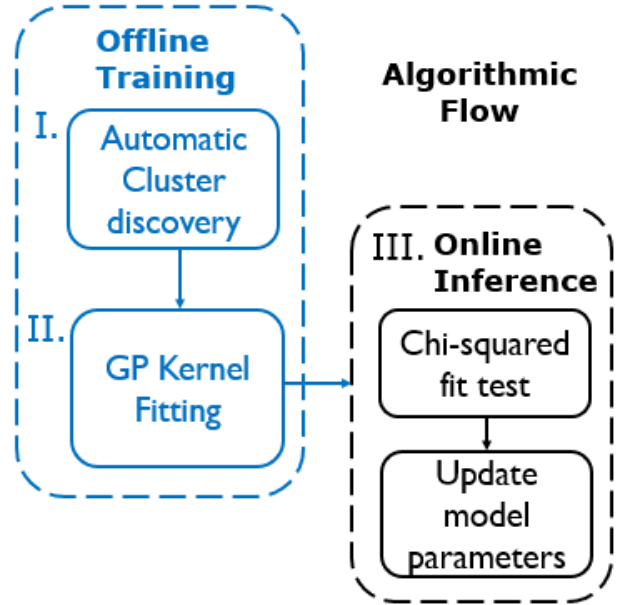 Offline
Training
I.
Automatic
Cluster
discovery
II.
GP Kernel
Fitting
Algorithmic
Flow
III. Online
Inference
Chi-squared
fit test
Update
model
parameters